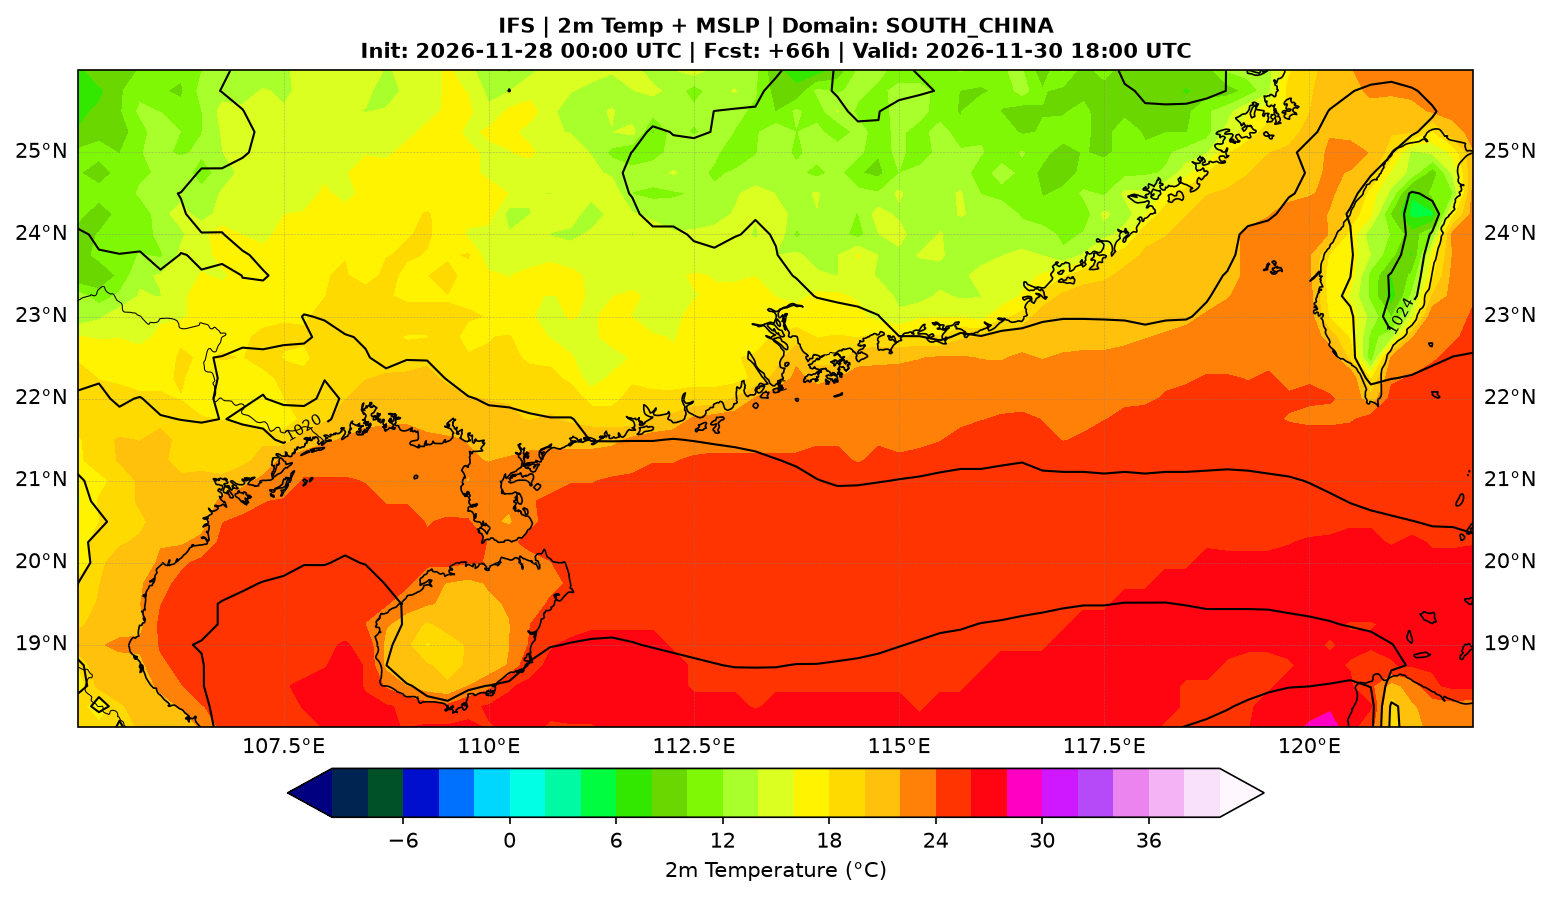 IFS | 2m Temp + MSLP | Domain: SOUTH_CHINA
Init: 2026-11-28 00:00 UTC | Fcst: +66h | Valid: 2026-11-30 18:00 UTC
25°N 25°N
24°N 24°N
1024
23°N 23°N
22°N 22°N
1020
21°N 21°N
20°N 20°N
19°N 19°N
107.5°E 110°E 112.5°E 115°E 117.5°E 120°E
−6 0 6 12 18 24 30 36
2m Temperature (°C)